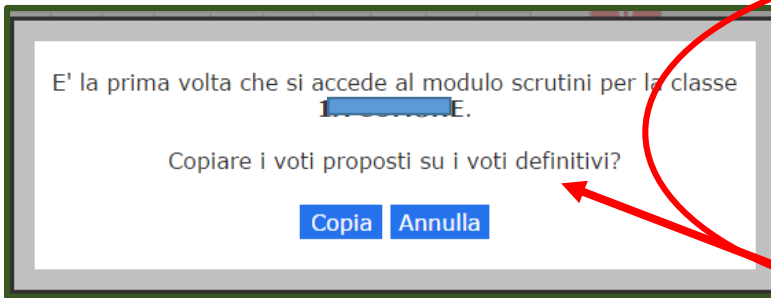 E' la prima volta che si accede al modulo scrutini per la classe
Copiare i voti proposti su i voti definitivi?
Copia Annulla